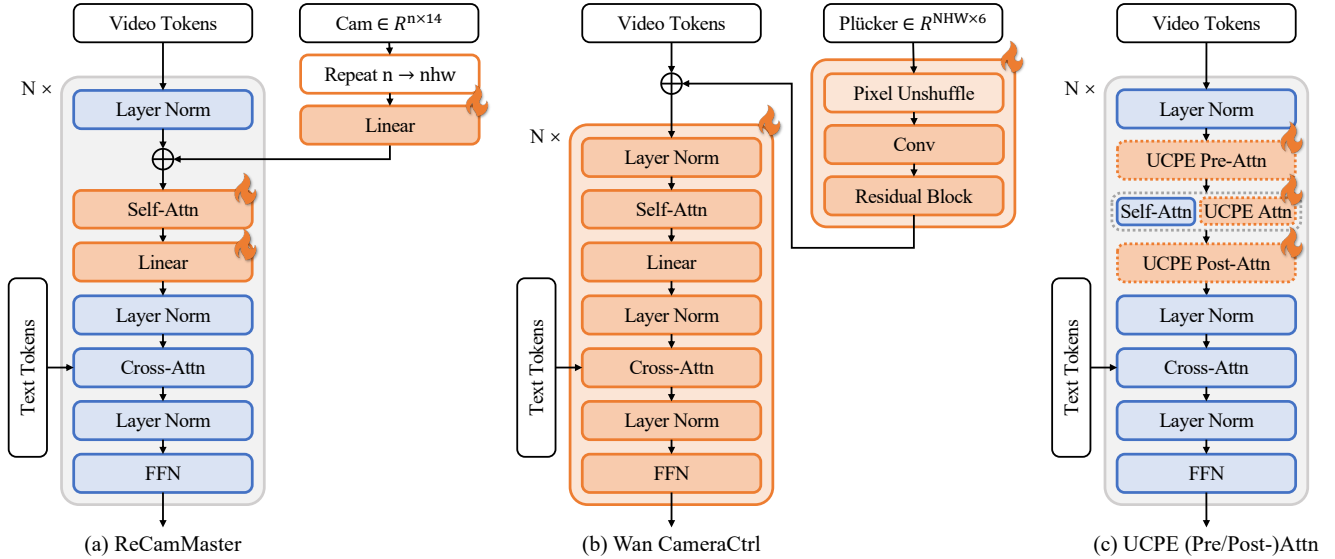 Video Tokens
Cam ∈ R^{n×14}
Repeat n → nhw
Linear
N ×
Layer Norm
Self-Attn
Linear
Layer Norm
Text Tokens
Cross-Attn
Layer Norm
FFN
(a) ReCamMaster
Video Tokens
Plücker ∈ R^{NHW×6}
Pixel Unshuffle
Conv
Residual Block
N ×
Layer Norm
Self-Attn
Linear
Layer Norm
Text Tokens
Cross-Attn
Layer Norm
FFN
(b) Wan CameraCtrl
Video Tokens
N ×
Layer Norm
UCPE Pre-Attn
Self-Attn UCPE Attn
UCPE Post-Attn
Layer Norm
Text Tokens
Cross-Attn
Layer Norm
FFN
(c) UCPE (Pre/Post-)Attn